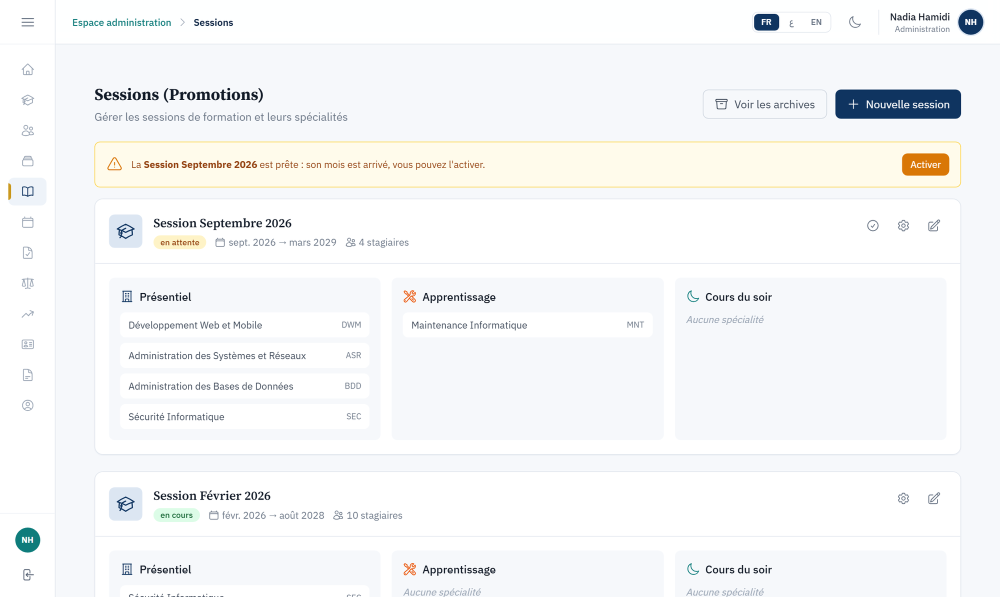 Espace administration > Sessions
FR ع EN
Nadia Hamidi
Administration
NH
Sessions (Promotions)
Gérer les sessions de formation et leurs spécialités
Voir les archives
Nouvelle session
La Session Septembre 2026 est prête : son mois est arrivé, vous pouvez l'activer.
Activer
Session Septembre 2026
en attente sept. 2026 → mars 2029 4 stagiaires
Présentiel
Développement Web et Mobile DWM
Administration des Systèmes et Réseaux ASR
Administration des Bases de Données BDD
Sécurité Informatique SEC
Apprentissage
Maintenance Informatique MNT
Cours du soir
Aucune spécialité
Session Février 2026
en cours févr. 2026 → août 2028 10 stagiaires
Présentiel
Sécurité Informatique SEC
Apprentissage
Aucune spécialité
Cours du soir
Aucune spécialité
NH